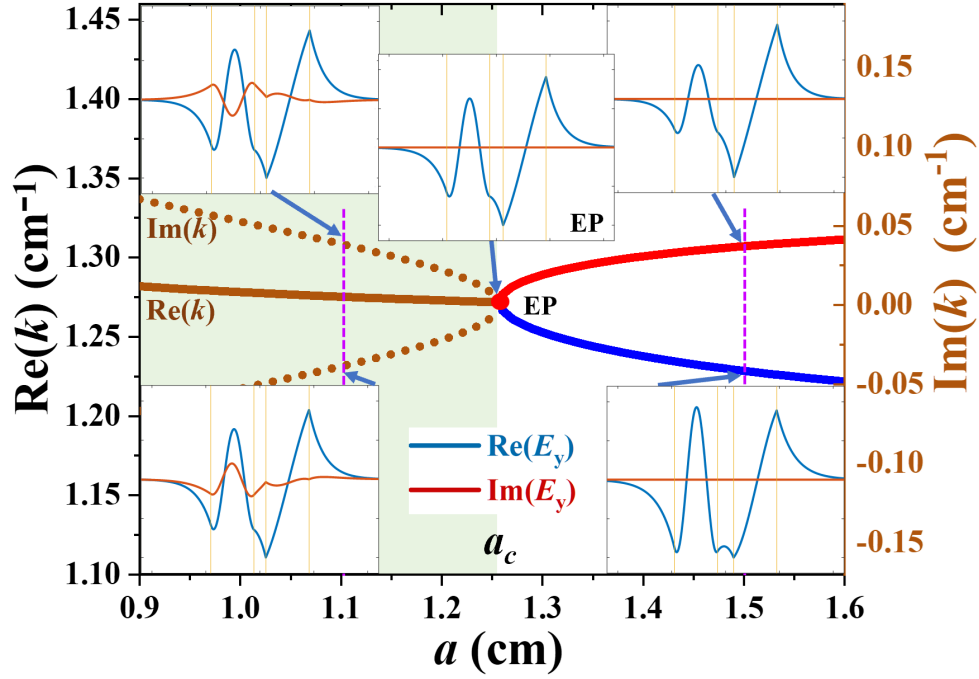 1.45
1.40
1.35
1.30
1.25
1.20
1.15
1.10
Re(k) (cm⁻¹)
0.15
0.10
0.05
0.00
-0.05
-0.10
-0.15
Im(k) (cm⁻¹)
EP
Im(k)
Re(k)
EP
Re(Ey)
Im(Ey)
ac
0.9 1.0 1.1 1.2 1.3 1.4 1.5 1.6
a (cm)